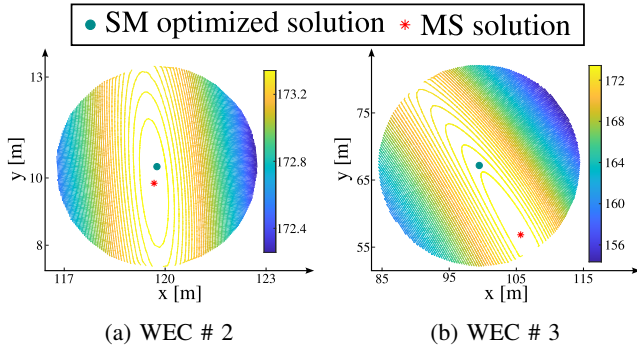 SM optimized solution MS solution
13
10
8
y [m]
117 120 123
x [m]
173.2
172.8
172.4
75
65
55
y [m]
85 95 105 115
x [m]
172
168
164
160
156
(a) WEC # 2
(b) WEC # 3